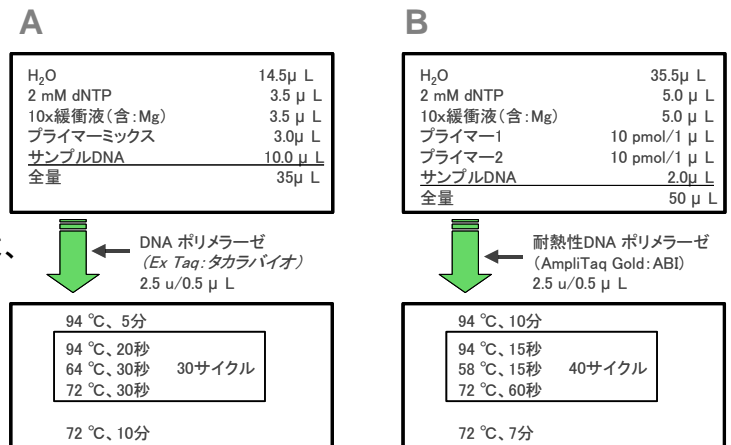 A
H₂O 14.5μ L
2 mM dNTP 3.5 μ L
10x緩衝液(含:Mg) 3.5 μ L
プライマーミックス 3.0μ L
サンプルDNA 10.0 μ L
全量 35μ L
、
DNA ポリメラーゼ
(Ex Taq:タカラバイオ)
2.5 u/0.5 μ L
94 ℃、5分
94 ℃、20秒
64 ℃、30秒 30サイクル
72 ℃、30秒
72 ℃、10分
B
H₂O 35.5μ L
2 mM dNTP 5.0 μ L
10x緩衝液(含:Mg) 5.0 μ L
プライマー1 10 pmol/1 μ L
プライマー2 10 pmol/1 μ L
サンプルDNA 2.0μ L
全量 50 μ L
耐熱性DNA ポリメラーゼ
(AmpliTaq Gold:ABI)
2.5 u/0.5 μ L
94 ℃、10分
94 ℃、15秒
58 ℃、15秒 40サイクル
72 ℃、60秒
72 ℃、7分